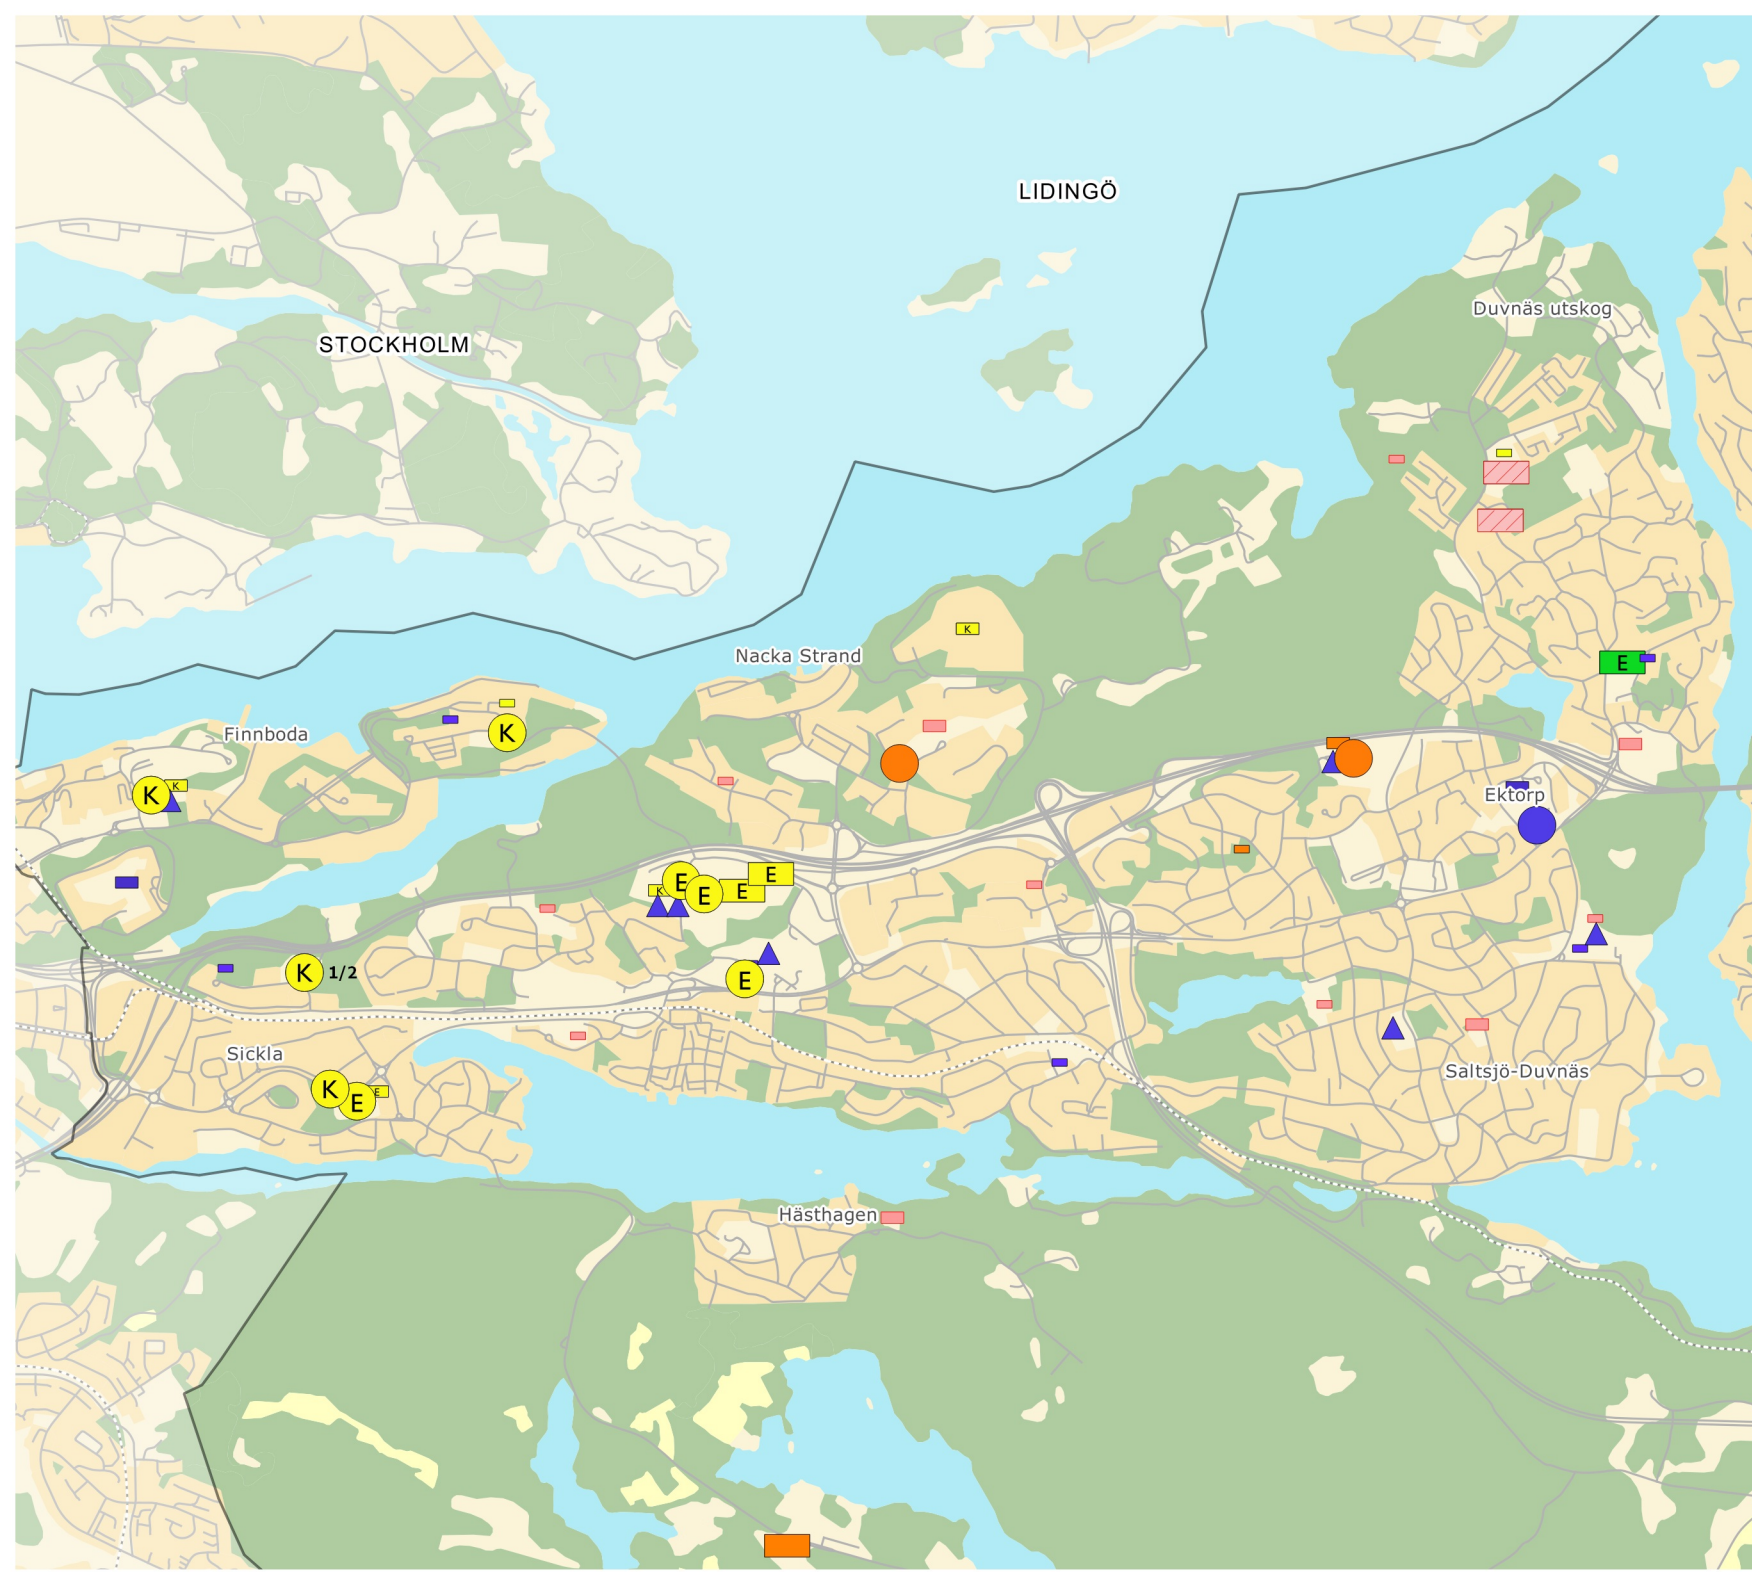 LIDINGÖ
Duvnäs utskog
STOCKHOLM
K
Nacka Strand
E
Finnboda
K
K
K
Ektorp
E
E
E
K
E
K 1/2
E
Sickla
Saltsjö-Duvnäs
K
E
E
Hästhagen